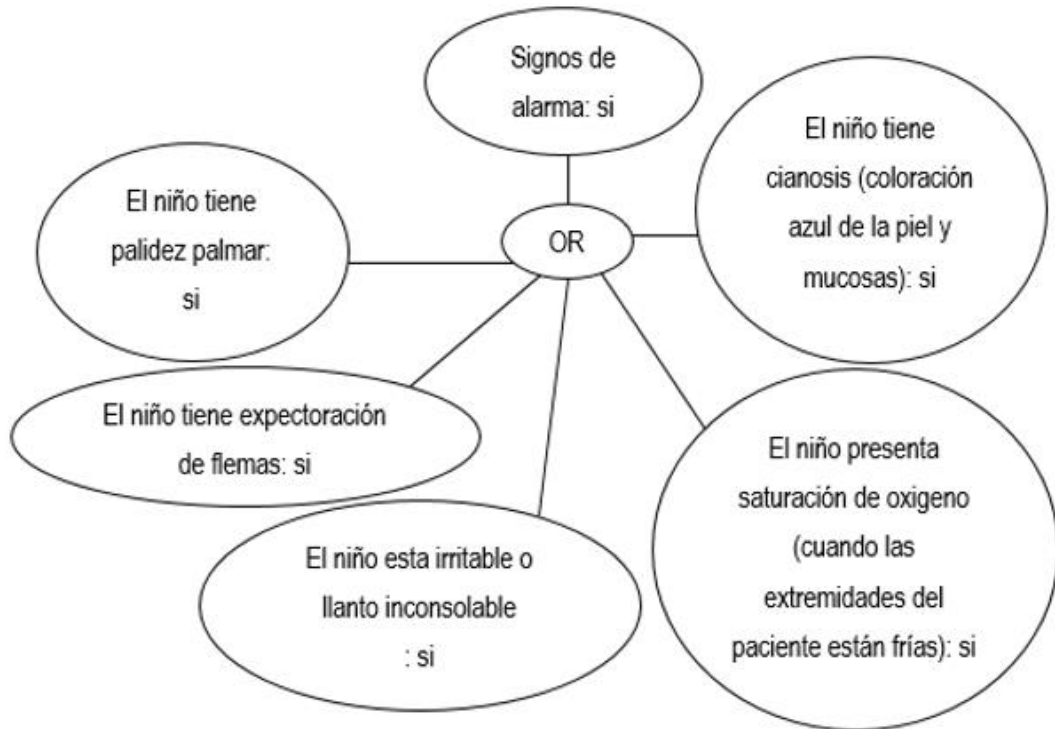 Signos de
alarma: si
El niño tiene
cianosis (coloración
azul de la piel y
mucosas): si
OR
El niño tiene
palidez palmar:
si
El niño tiene expectoración
de flemas: si
El niño presenta
saturación de oxigeno
(cuando las
extremidades del
paciente están frías): si
El niño esta irritable o
llanto inconsolable
: si